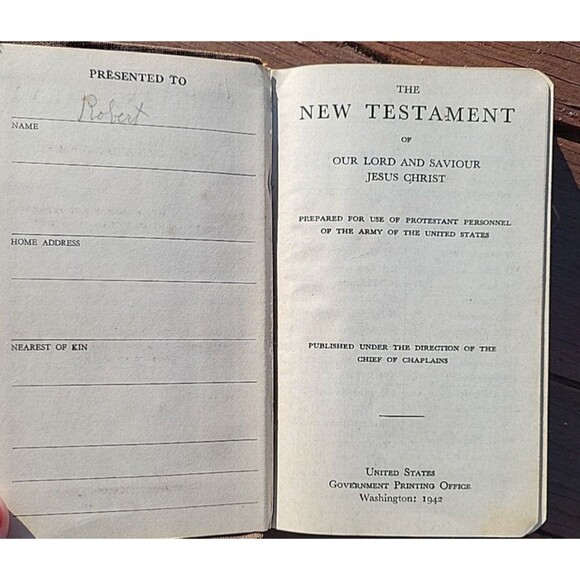 PRESENTED TO
Robert
NAME
HOME ADDRESS
NEAREST OF KIN
THE
NEW TESTAMENT
OF
OUR LORD AND SAVIOUR
JESUS CHRIST
PREPARED FOR USE OF PROTESTANT PERSONNEL
OF THE ARMY OF THE UNITED STATES
PUBLISHED UNDER THE DIRECTION OF THE
CHIEF OF CHAPLAINS
UNITED STATES
GOVERNMENT PRINTING OFFICE
Washington: 1942